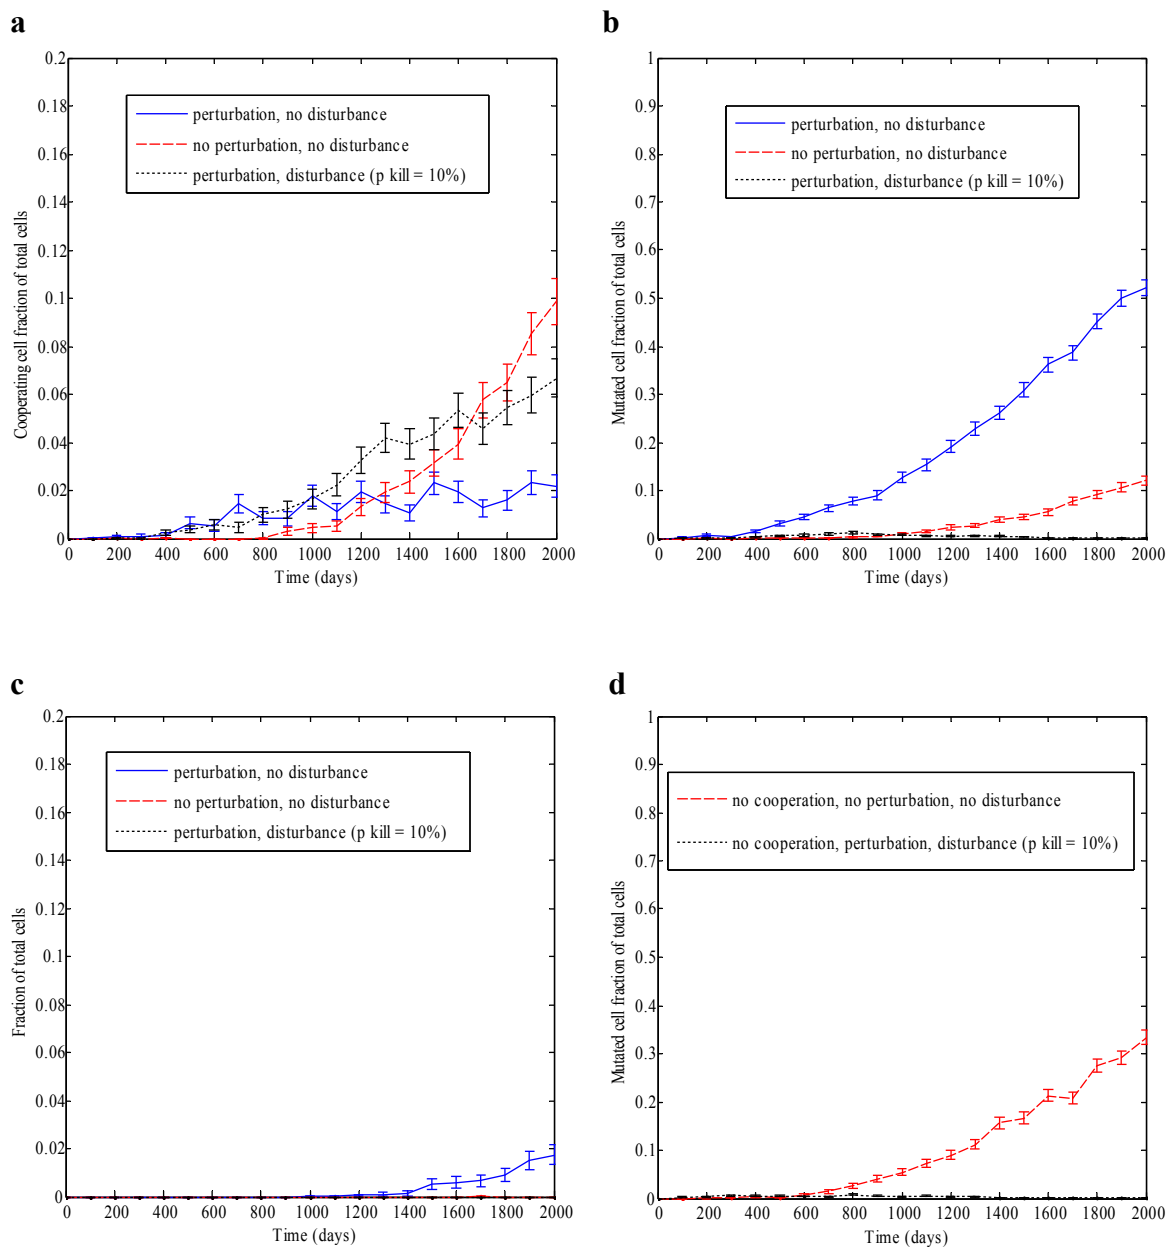 a
0.2
0.18
0.16
0.14
0.12
0.1
0.08
0.06
0.04
0.02
0
Cooperating cell fraction of total cells
perturbation, no disturbance
no perturbation, no disturbance
perturbation, disturbance (p kill = 10%)
0 200 400 600 800 1000 1200 1400 1600 1800 2000
Time (days)
b
1
0.9
0.8
0.7
0.6
0.5
0.4
0.3
0.2
0.1
0
Mutated cell fraction of total cells
perturbation, no disturbance
no perturbation, no disturbance
perturbation, disturbance (p kill = 10%)
0 200 400 600 800 1000 1200 1400 1600 1800 2000
Time (days)
c
0.2
0.18
0.16
0.14
0.12
0.1
0.08
0.06
0.04
0.02
0
Fraction of total cells
perturbation, no disturbance
no perturbation, no disturbance
perturbation, disturbance (p kill = 10%)
0 200 400 600 800 1000 1200 1400 1600 1800 2000
Time (days)
d
1
0.9
0.8
0.7
0.6
0.5
0.4
0.3
0.2
0.1
0
Mutated cell fraction of total cells
no cooperation, no perturbation, no disturbance
no cooperation, perturbation, disturbance (p kill = 10%)
0 200 400 600 800 1000 1200 1400 1600 1800 2000
Time (days)